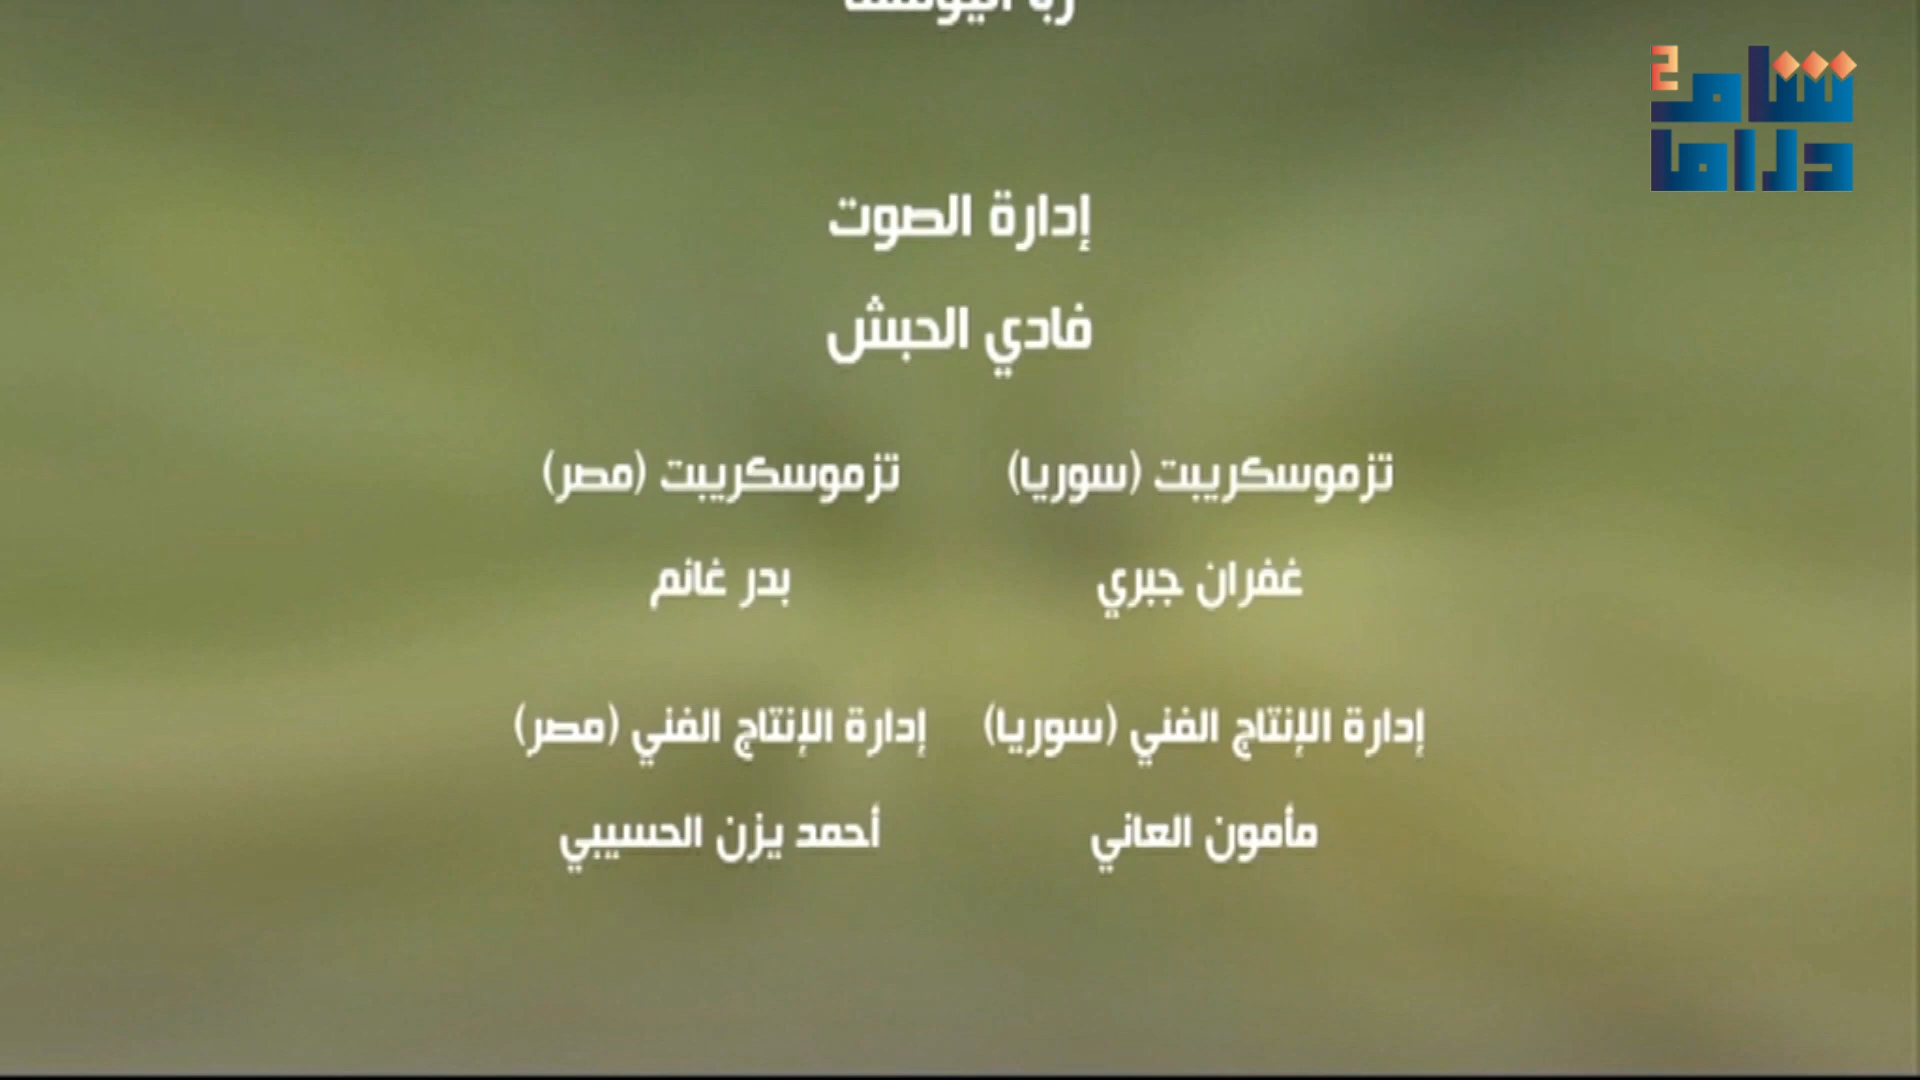 شام 2
دراما
إدارة الصوت
فادي الحبش
تزموسكريبت (سوريا)
تزموسكريبت (مصر)
غفران جبري
بدر غانم
إدارة الإنتاج الفني (سوريا)
إدارة الإنتاج الفني (مصر)
مأمون العاني
أحمد يزن الحسيبي